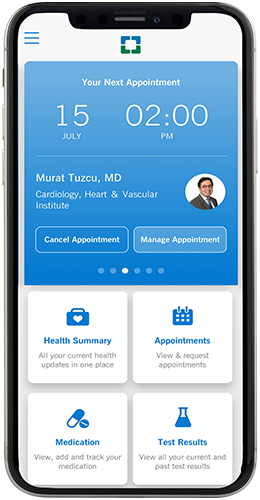 Your Next Appointment
15 02:00
JULY PM
Murat Tuzcu, MD
Cardiology, Heart & Vascular
Institute
Cancel Appointment Manage Appointment
Health Summary
All your current health
updates in one place
Appointments
View & request
appointments
Medication
View, add and track your
medication
Test Results
View all your current and
past test results